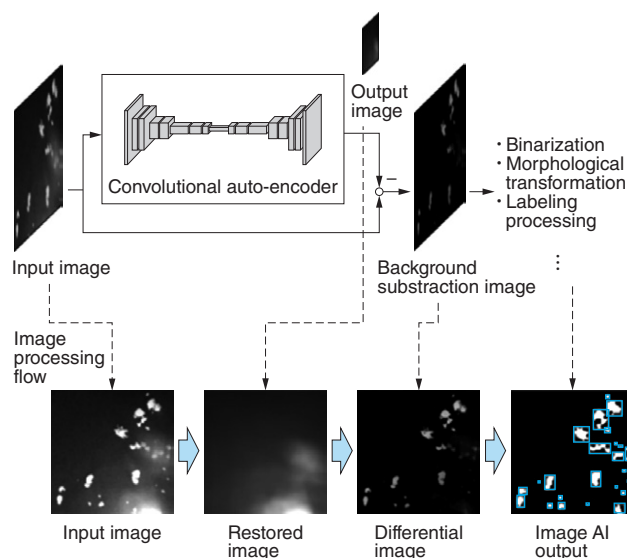 Output
image
Convolutional auto-encoder
−
・Binarization
・Morphological
transformation
・Labeling
processing
⋮
Input image
Background
substraction image
Image
processing
flow
Input image
Restored
image
Differential
image
Image AI
output